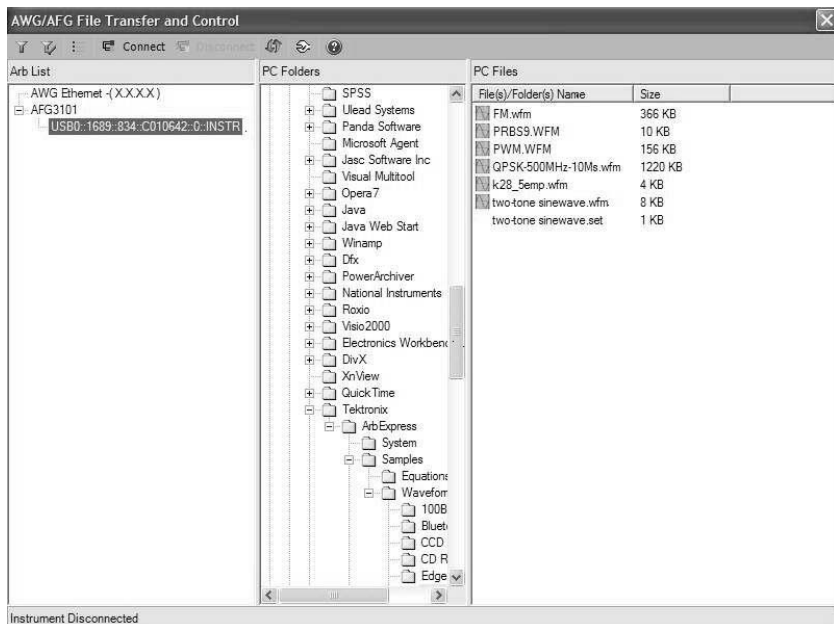 AWG/AFG File Transfer and Control
Connect Disconnect
Arb List
AWG Ethernet -( X.X.X.X )
AFG3101
USB0::1689::834::C010642::0::INSTR
PC Folders
SPSS
Ulead Systems
Panda Software
Microsoft Agent
Jasc Software Inc
Visual Multitool
Opera7
Java
Java Web Start
Winamp
Dfx
PowerArchiver
National Instruments
Roxio
Visio2000
Electronics Workbenc
DivX
XnView
QuickTime
Tektronix
ArbExpress
System
Samples
Equations
Waveform
100B
Blueto
CCD
CD R
Edge
PC Files
File(s)/Folder(s) Name Size
FM.wfm 366 KB
PRBS9.WFM 10 KB
PWM.WFM 156 KB
QPSK-500MHz-10Ms.wfm 1220 KB
k28_5emp.wfm 4 KB
two-tone sinewave.wfm 8 KB
two-tone sinewave.set 1 KB
Instrument Disconnected